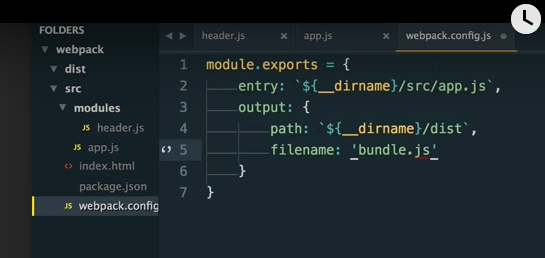 FOLDERS
webpack
dist
src
modules
JS header.js
JS app.js
<> index.html
package.json
JS webpack.config
header.js ×
app.js ×
webpack.config.js
1 module.exports = {
2 entry: `${__dirname}/src/app.js`,
3 output: {
4 path: `${__dirname}/dist`,
5 filename: 'bundle.js'
6 }
7 }